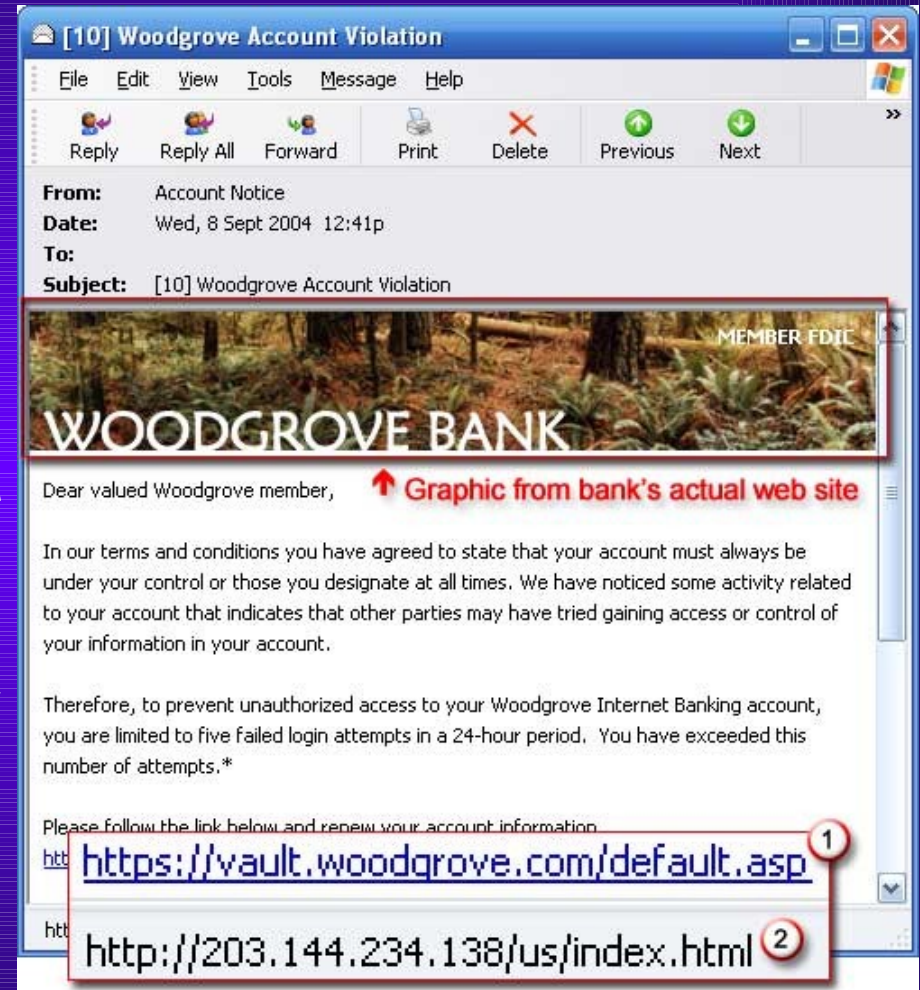 [10] Woodgrove Account Violation
File Edit View Tools Message Help
Reply Reply All Forward Print Delete Previous Next
From: Account Notice
Date: Wed, 8 Sept 2004 12:41p
To:
Subject: [10] Woodgrove Account Violation
MEMBER FDIC
WOODGROVE BANK
Dear valued Woodgrove member,
Graphic from bank's actual web site
In our terms and conditions you have agreed to state that your account must always be
under your control or those you designate at all times. We have noticed some activity related
to your account that indicates that other parties may have tried gaining access or control of
your information in your account.
Therefore, to prevent unauthorized access to your Woodgrove Internet Banking account,
you are limited to five failed login attempts in a 24-hour period. You have exceeded this
number of attempts.*
Please follow the link below and renew your account information
htt
https://vault.woodgrove.com/default.asp 1
htt
http://203.144.234.138/us/index.html 2